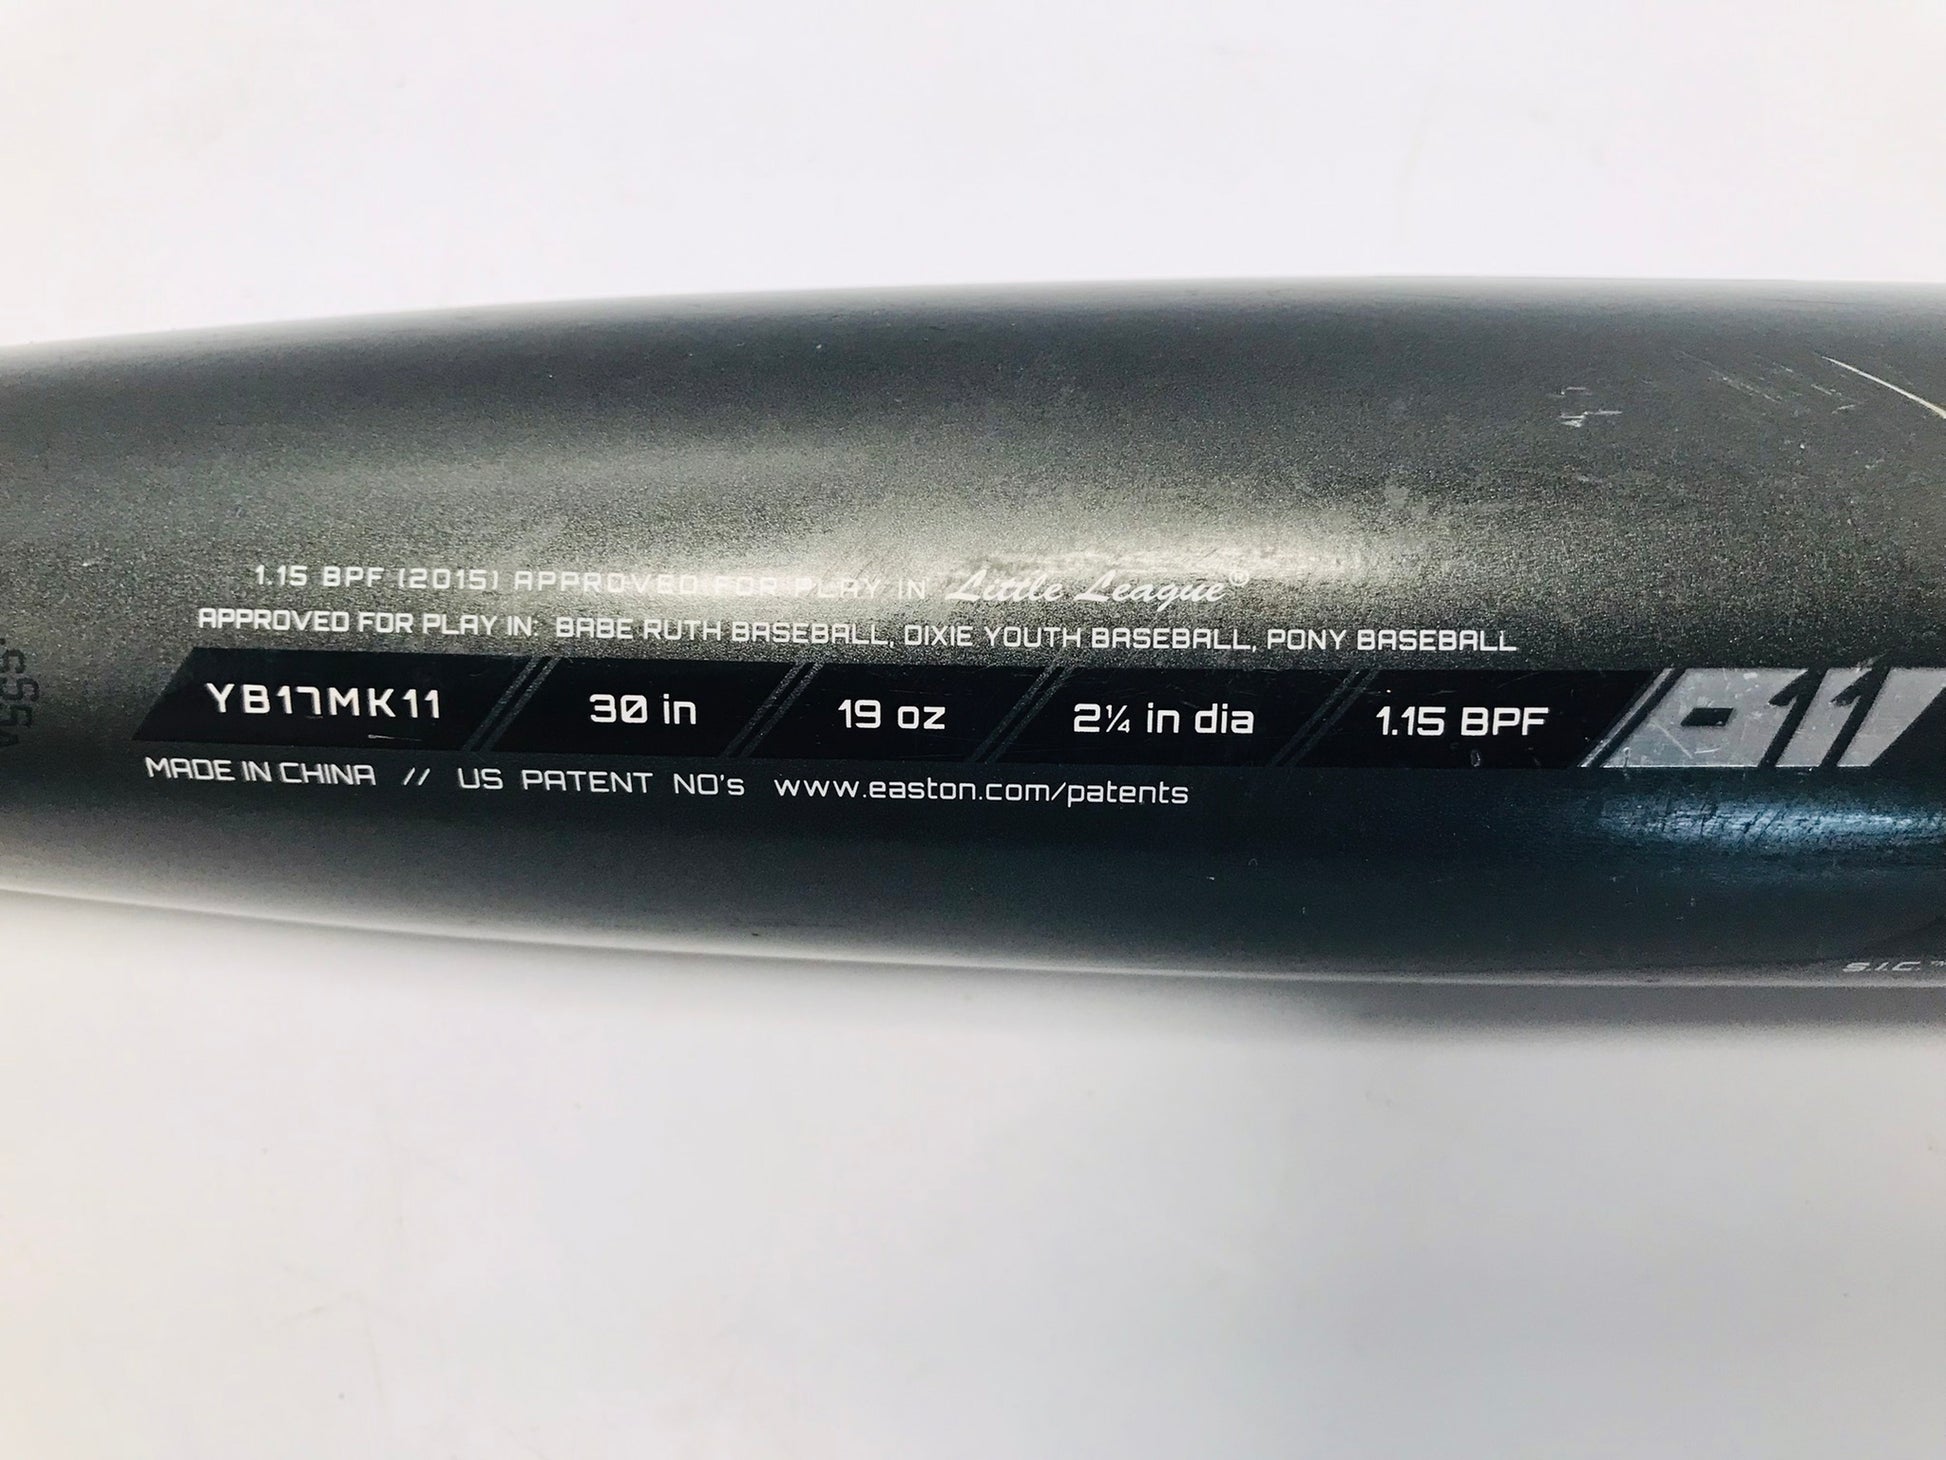 1.15 BPF (2015) APPROVED FOR PLAY IN Little League®
APPROVED FOR PLAY IN: BABE RUTH BASEBALL, DIXIE YOUTH BASEBALL, PONY BASEBALL
YB17MK11 30 in 19 oz 2¼ in dia 1.15 BPF -11
MADE IN CHINA // US PATENT NO's www.easton.com/patents
S.I.C.™